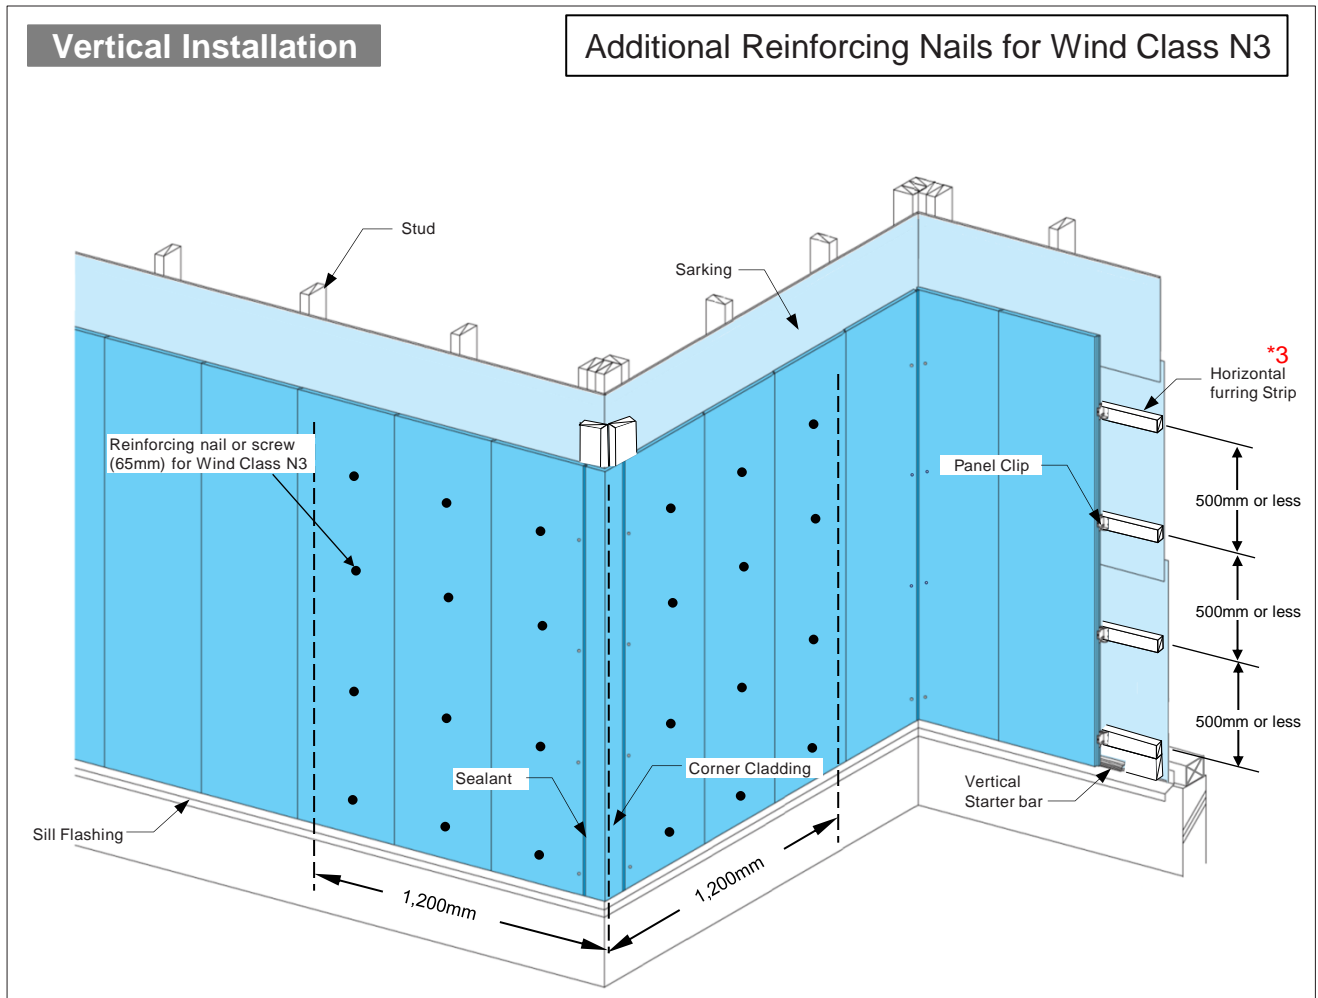 Vertical Installation
Additional Reinforcing Nails for Wind Class N3
Stud
Sarking
*3
Horizontal
furring Strip
Reinforcing nail or screw
(65mm) for Wind Class N3
Panel Clip
500mm or less
500mm or less
500mm or less
Sealant
Corner Cladding
Vertical
Starter bar
Sill Flashing
1,200mm
1,200mm